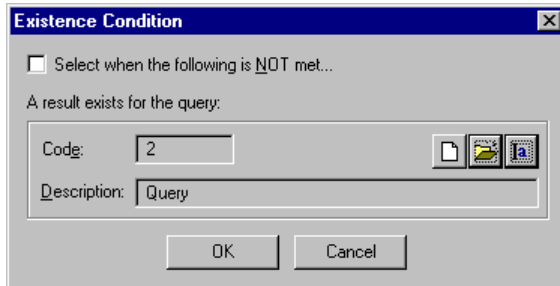 Existence Condition
Select when the following is NOT met...
A result exists for the query:
Code: 2
Description: Query
OK Cancel